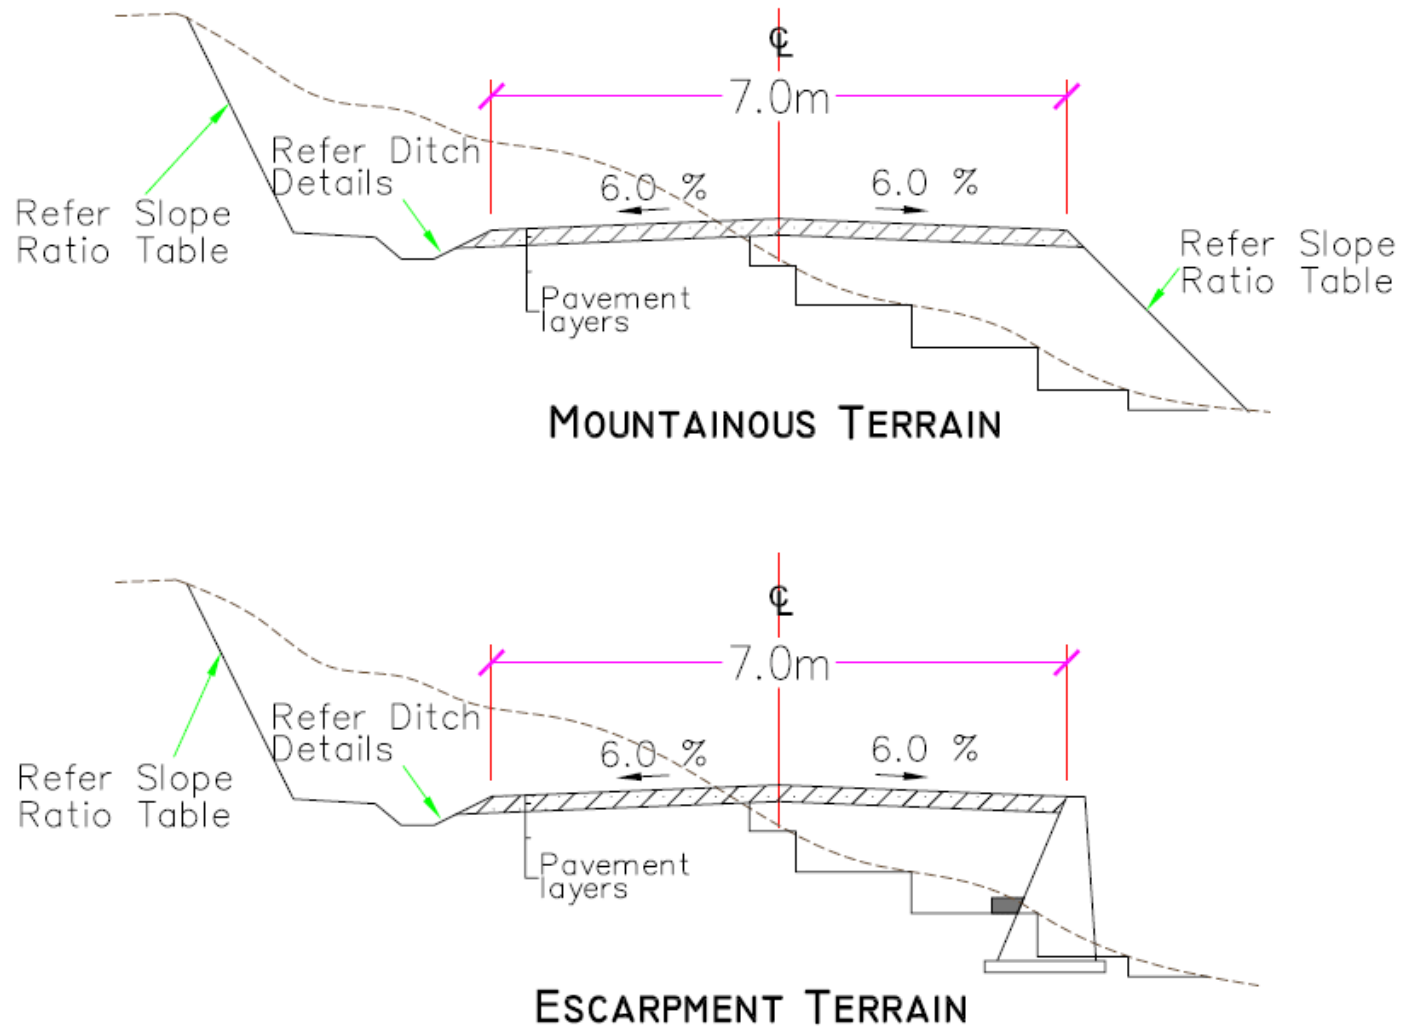 ℄
7.0m
Refer Ditch
Details
6.0 %
6.0 %
Refer Slope
Ratio Table
Refer Slope
Ratio Table
Pavement
layers
MOUNTAINOUS TERRAIN
℄
7.0m
Refer Ditch
Details
6.0 %
6.0 %
Refer Slope
Ratio Table
Pavement
layers
ESCARPMENT TERRAIN